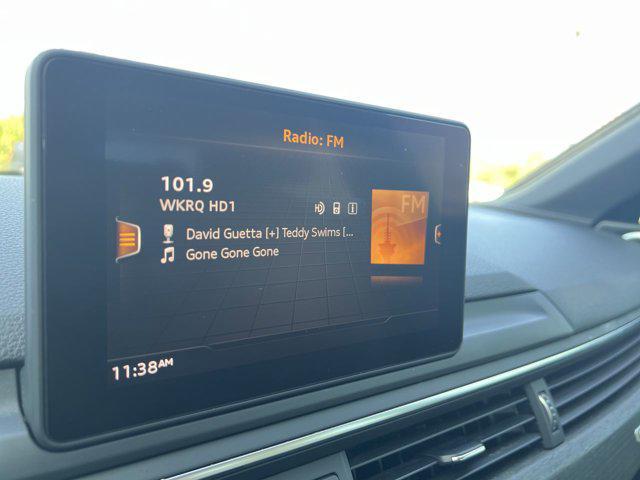 Radio: FM
101.9
WKRQ HD1
FM
David Guetta [+] Teddy Swims [...
Gone Gone Gone
11:38AM